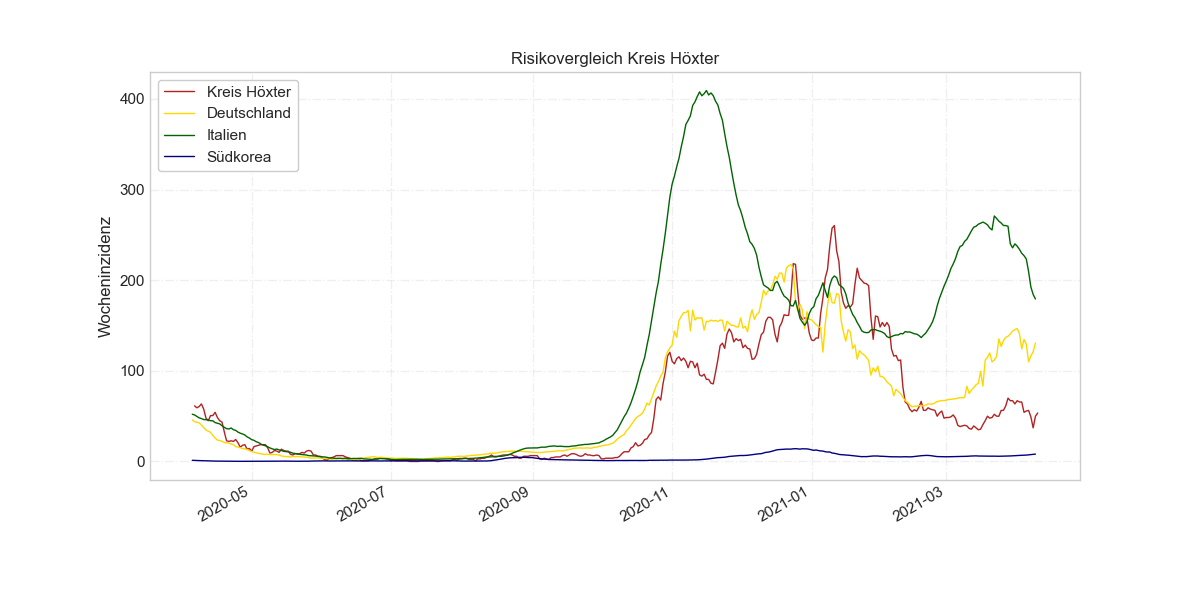 Risikovergleich Kreis Höxter
Kreis Höxter
Deutschland
Italien
Südkorea
Wocheninzidenz
400
300
200
100
0
2020-05
2020-07
2020-09
2020-11
2021-01
2021-03